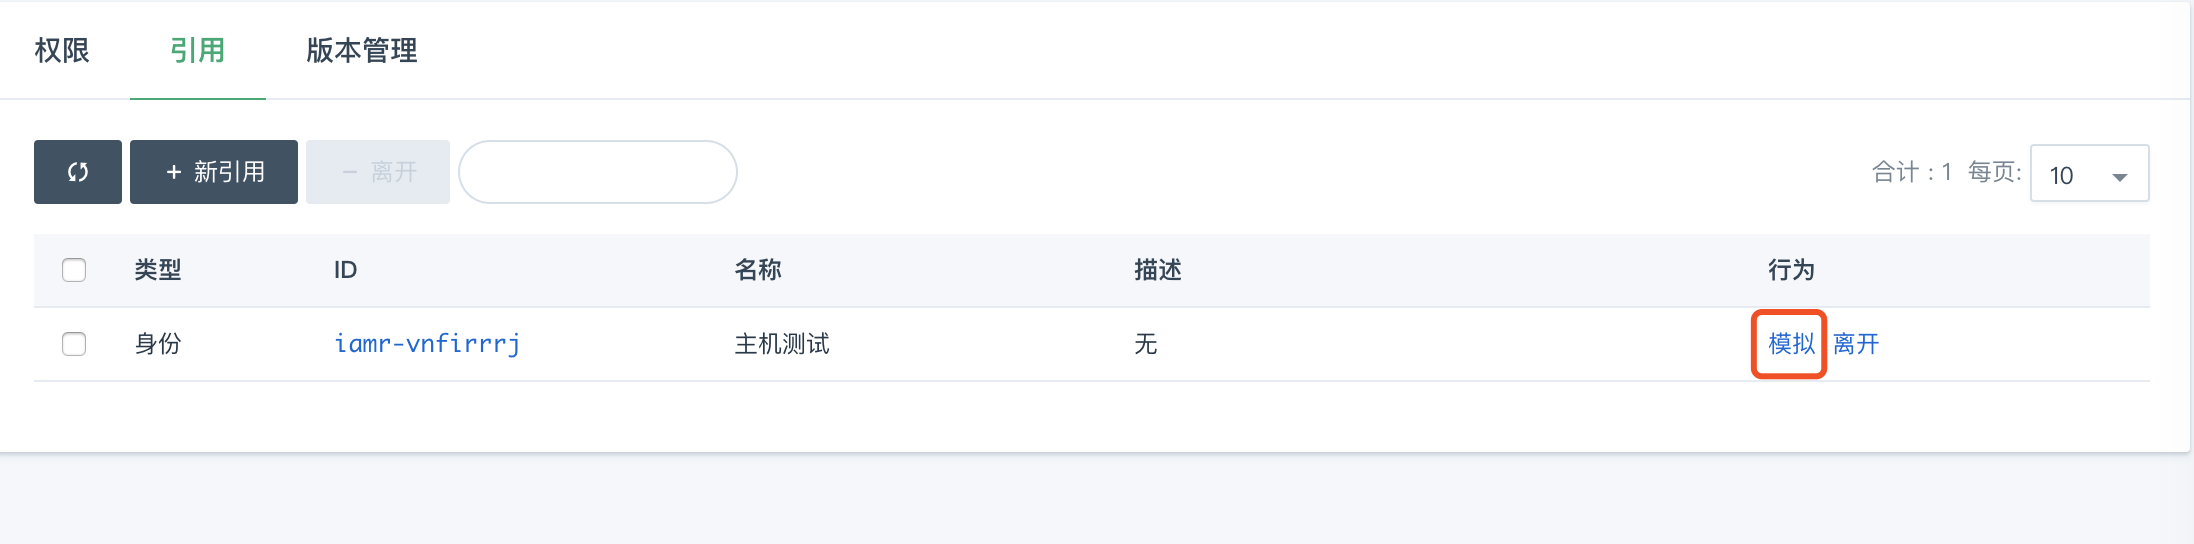 权限 引用 版本管理
+ 新引用 − 离开 合计 : 1 每页: 10
类型 ID 名称 描述 行为
身份 iamr-vnfirrrj 主机测试 无 模拟 离开